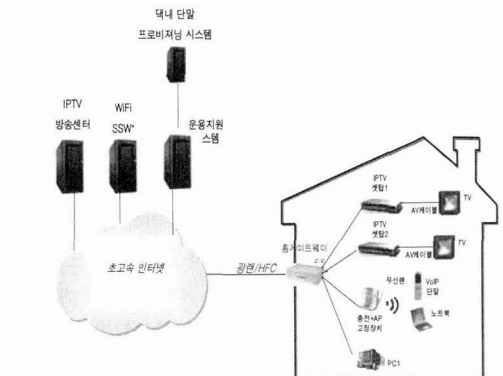 댁내 단말
프로비져닝 시스템
IPTV
방송센터
WiFi
SSW*
운용지원
스템
초고속 인터넷
광랜/HFC
홈게이트웨이
IPTV
셋탑1
AV케이블
TV
IPTV
셋탑2
AV케이블
TV
무선랜
VoIP
단말
충전+AP
고정장치
노트북
PC1